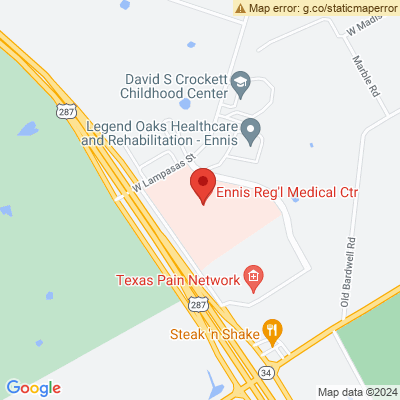 Map error: g.co/staticmaperror
W Madis
Marble Rd
David S Crockett
Childhood Center
287
Legend Oaks Healthcare
and Rehabilitation - Ennis
W Lampasas St
Ennis Reg'l Medical Ctr
Old Bardwell Rd
Texas Pain Network
287
Steak 'n Shake
34
Google
Map data ©2024